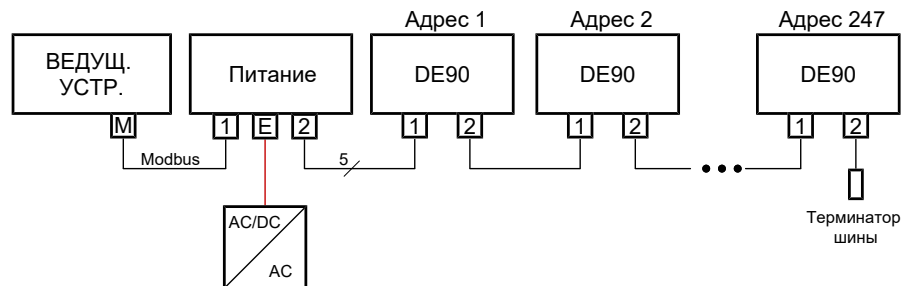 Адрес 1
Адрес 2
Адрес 247
ВЕДУЩ.
УСТР.
Питание
DE90
DE90
DE90
M
1
E
2
1
2
1
2
1
2
Modbus
5
AC/DC
AC
Терминатор
шины